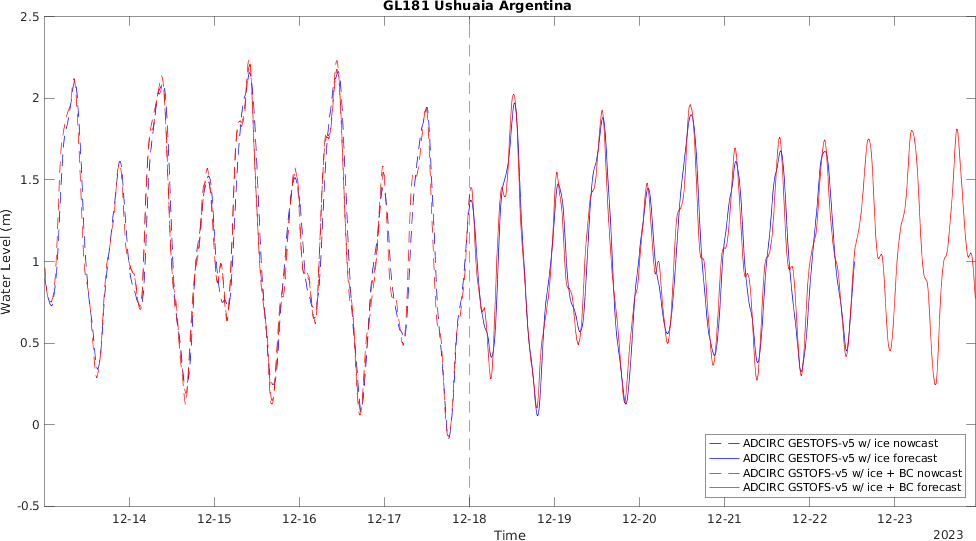 GL181 Ushuaia Argentina
2.5
2
1.5
1
0.5
0
-0.5
Water Level (m)
12-14
12-15
12-16
12-17
12-18
12-19
12-20
12-21
12-22
12-23
Time
2023
ADCIRC GESTOFS-v5 w/ ice nowcast
ADCIRC GESTOFS-v5 w/ ice forecast
ADCIRC GSTOFS-v5 w/ ice + BC nowcast
ADCIRC GSTOFS-v5 w/ ice + BC forecast